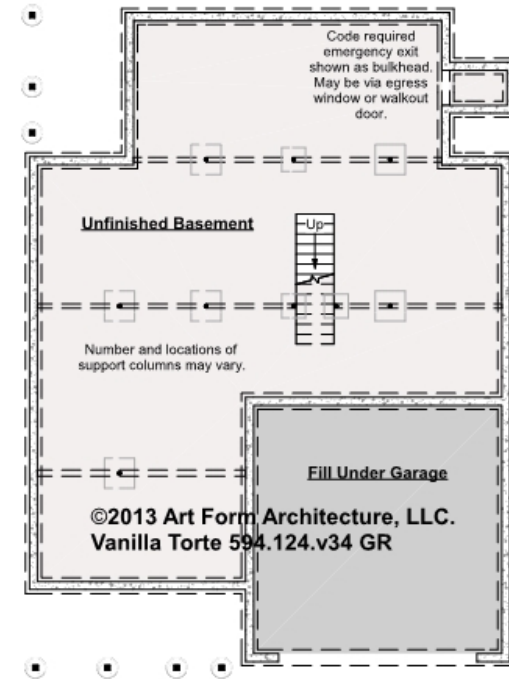 Code required
emergency exit
shown as bulkhead.
May be via egress
window or walkout
door.
Unfinished Basement
Up
Number and locations of
support columns may vary.
Fill Under Garage
©2013 Art Form Architecture, LLC.
Vanilla Torte 594.124.v34 GR